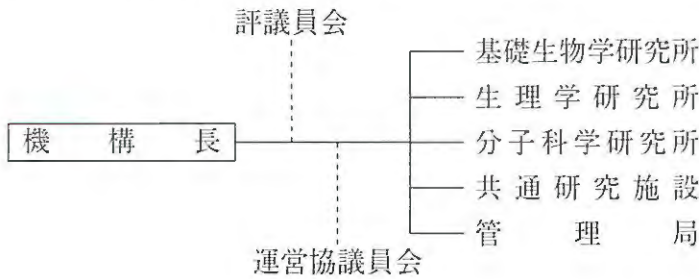 評議員会
基礎生物学研究所
生理学研究所
機構長
分子科学研究所
共通研究施設
管理局
運営協議員会